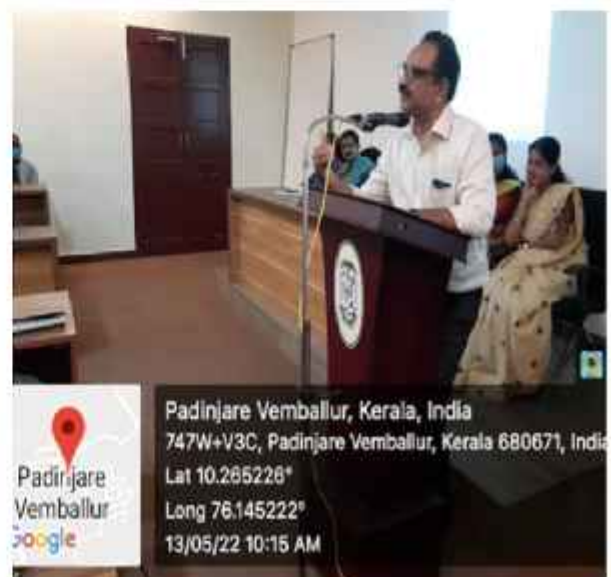 Padinjare Vemballur, Kerala, India
747W+V3C, Padinjare Vemballur, Kerala 680671, India
Lat 10.265226°
Long 76.145222°
13/05/22 10:15 AM
Padinjare
Vemballur
Google